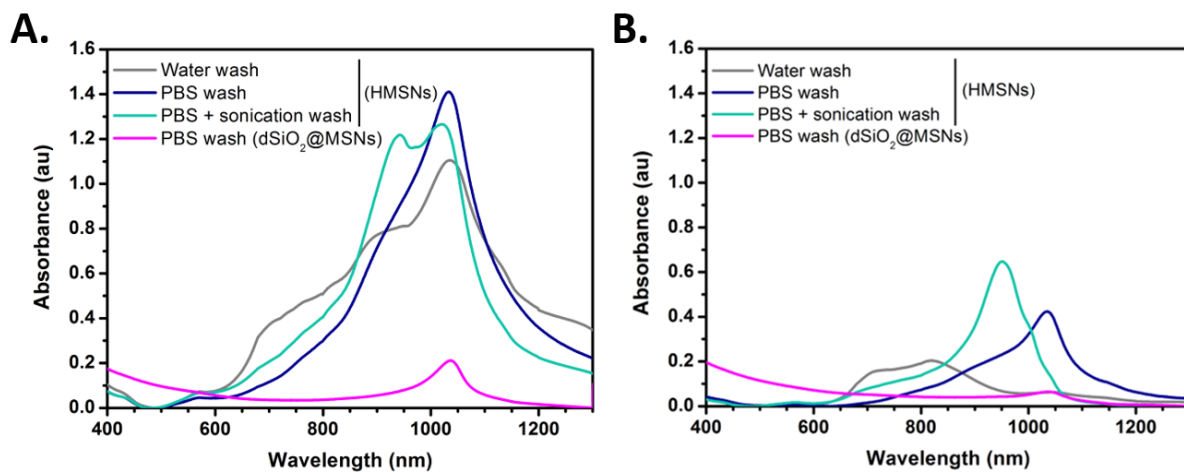 A.
1.6
1.4
1.2
1.0
0.8
0.6
0.4
0.2
0.0
Absorbance (au)
Water wash
PBS wash
PBS + sonication wash
PBS wash (dSiO₂@MSNs)
(HMSNs)
400
600
800
1000
1200
Wavelength (nm)
B.
1.6
1.4
1.2
1.0
0.8
0.6
0.4
0.2
0.0
Absorbance (au)
Water wash
PBS wash
PBS + sonication wash
PBS wash (dSiO₂@MSNs)
(HMSNs)
400
600
800
1000
1200
Wavelength (nm)